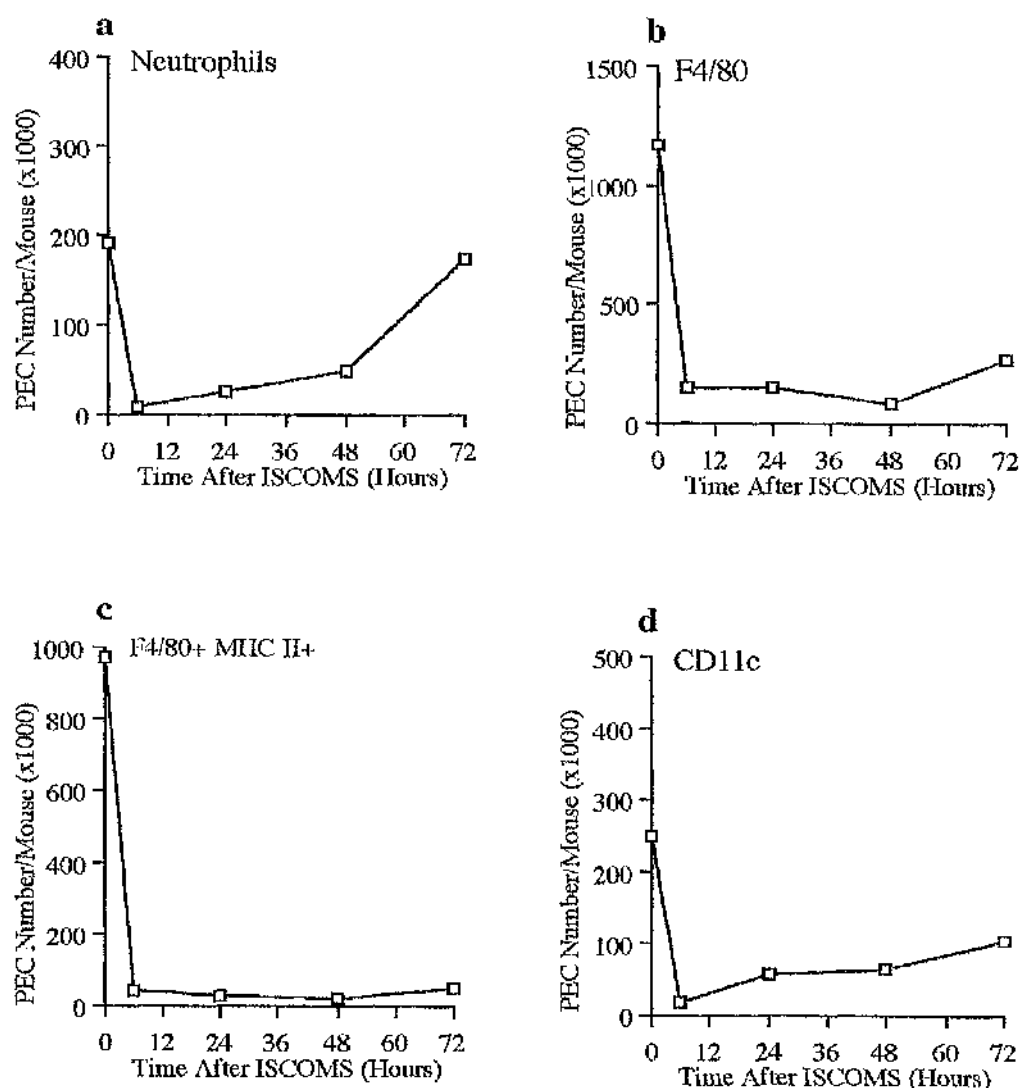 a
Neutrophils
400
300
200
100
0
PEC Number/Mouse (x1000)
0 12 24 36 48 60 72
Time After ISCOMS (Hours)
b
F4/80
1500
1000
500
0
PEC Number/Mouse (x1000)
0 12 24 36 48 60 72
Time After ISCOMS (Hours)
c
F4/80+ MHC II+
1000
800
600
400
200
0
PEC Number/Mouse (x1000)
0 12 24 36 48 60 72
Time After ISCOMS (Hours)
d
CD11c
500
400
300
200
100
0
PEC Number/Mouse (x1000)
0 12 24 36 48 60 72
Time After ISCOMS (Hours)